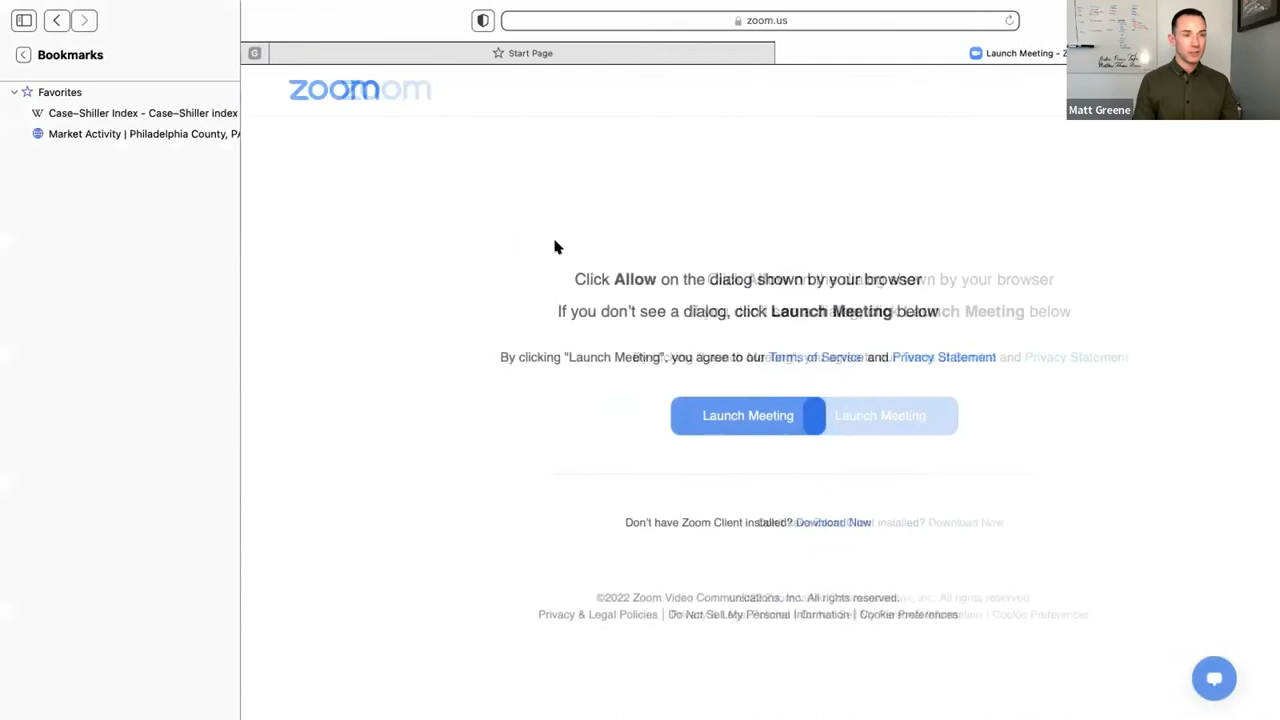 zoom.us
Bookmarks
Start Page
Launch Meeting - Z
Favorites
W Case–Shiller Index - Case–Shiller index
Market Activity | Philadelphia County, PA
zoom
Matt Greene
Click Allow on the dialog shown by your browser
If you don't see a dialog, click Launch Meeting below
By clicking "Launch Meeting", you agree to our Terms of Service and Privacy Statement
Launch Meeting Launch Meeting
Don't have Zoom Client installed? Download Now
©2022 Zoom Video Communications, Inc. All rights reserved.
Privacy & Legal Policies | Do Not Sell My Personal Information | Cookie Preferences